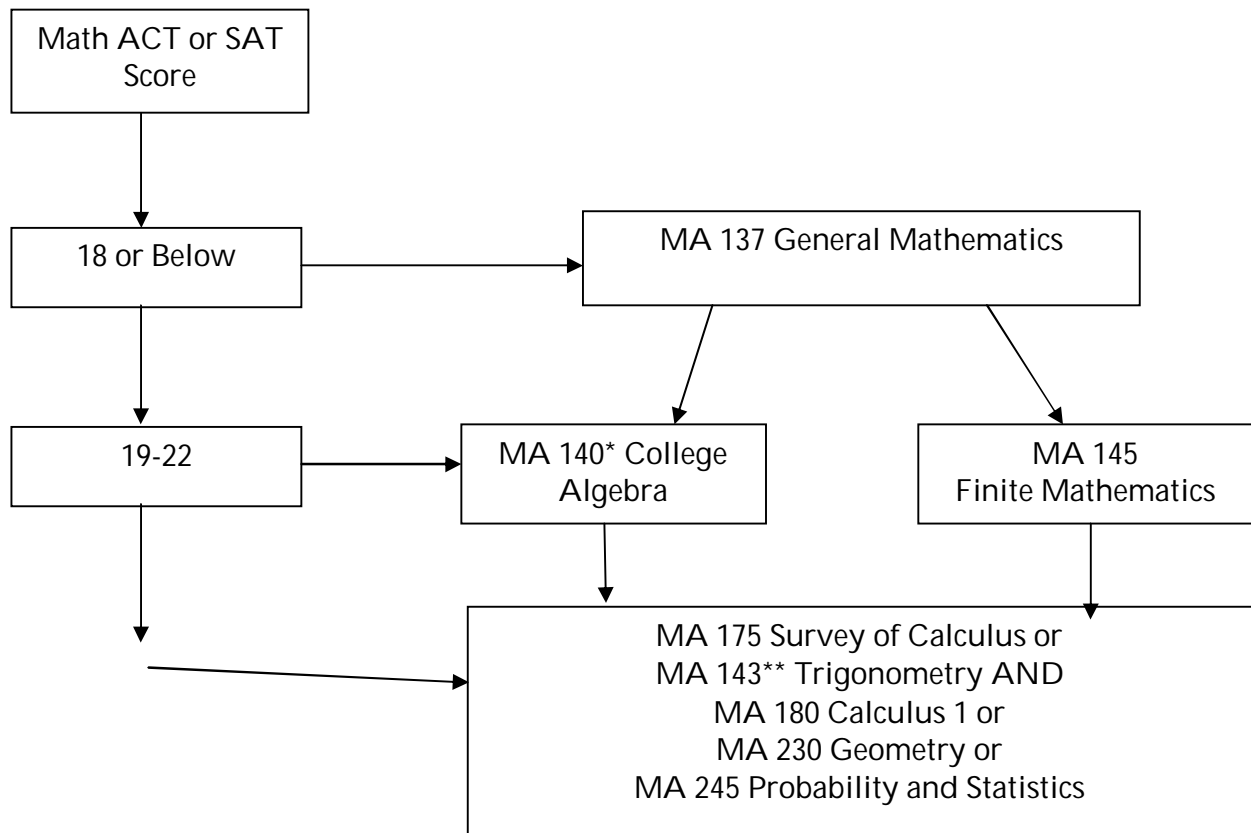 Math ACT or SAT
Score
18 or Below
MA 137 General Mathematics
19-22
MA 140* College
Algebra
MA 145
Finite Mathematics
MA 175 Survey of Calculus or
MA 143** Trigonometry AND
MA 180 Calculus 1 or
MA 230 Geometry or
MA 245 Probability and Statistics